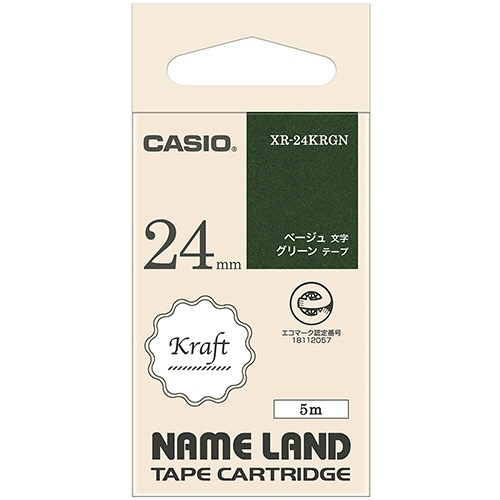 CASIO®
XR-24KRGN
24mm
ベージュ 文字
グリーン テープ
Kraft
エコマーク認定番号
18112057
5m
NAME LAND
TAPE CARTRIDGE